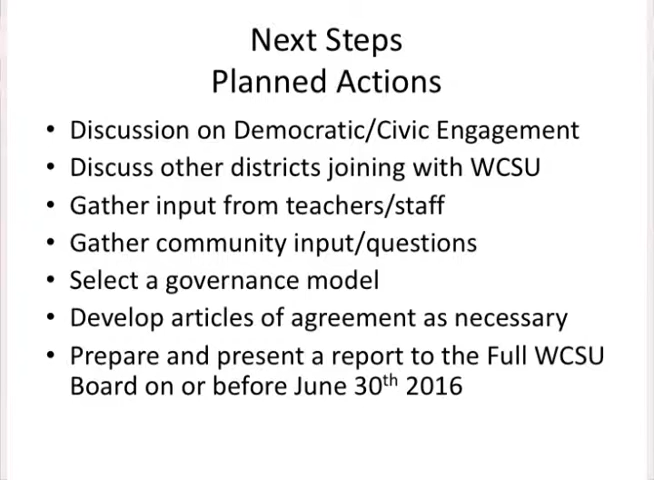 Next Steps
Planned Actions
• Discussion on Democratic/Civic Engagement
• Discuss other districts joining with WCSU
• Gather input from teachers/staff
• Gather community input/questions
• Select a governance model
• Develop articles of agreement as necessary
• Prepare and present a report to the Full WCSU
Board on or before June 30th 2016